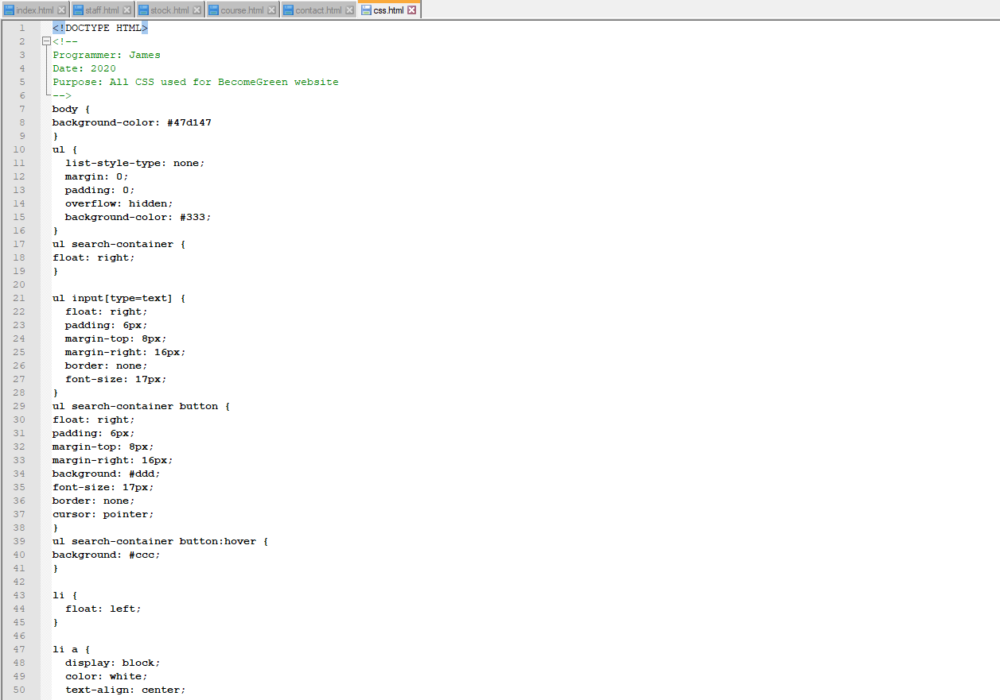 index.html staff.html stock.html course.html contact.html css.html
1 <!DOCTYPE HTML>
2 <!--
3 Programmer: James
4 Date: 2020
5 Purpose: All CSS used for BecomeGreen website
6 -->
7 body {
8 background-color: #47d147
9 }
10 ul {
11 list-style-type: none;
12 margin: 0;
13 padding: 0;
14 overflow: hidden;
15 background-color: #333;
16 }
17 ul search-container {
18 float: right;
19 }
20
21 ul input[type=text] {
22 float: right;
23 padding: 6px;
24 margin-top: 8px;
25 margin-right: 16px;
26 border: none;
27 font-size: 17px;
28 }
29 ul search-container button {
30 float: right;
31 padding: 6px;
32 margin-top: 8px;
33 margin-right: 16px;
34 background: #ddd;
35 font-size: 17px;
36 border: none;
37 cursor: pointer;
38 }
39 ul search-container button:hover {
40 background: #ccc;
41 }
42
43 li {
44 float: left;
45 }
46
47 li a {
48 display: block;
49 color: white;
50 text-align: center;